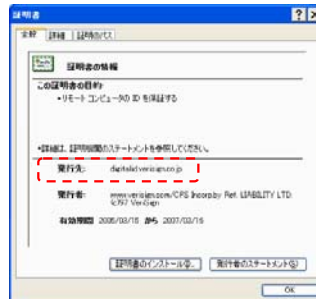 証明書
全般 詳細 証明のパス
証明書の情報
この証明書の目的:
•リモート コンピュータの ID を保証する
•詳細は、証明機関のステートメントを参照してください。
発行先: digitalid.verisign.co.jp
発行者: www.verisign.com/CPS Incorp.by Ref. LIABILITY LTD.
(c)97 VeriSign
有効期間 2006/03/16 から 2007/03/16
証明書のインストール(I)... 発行者のステートメント(S)
OK